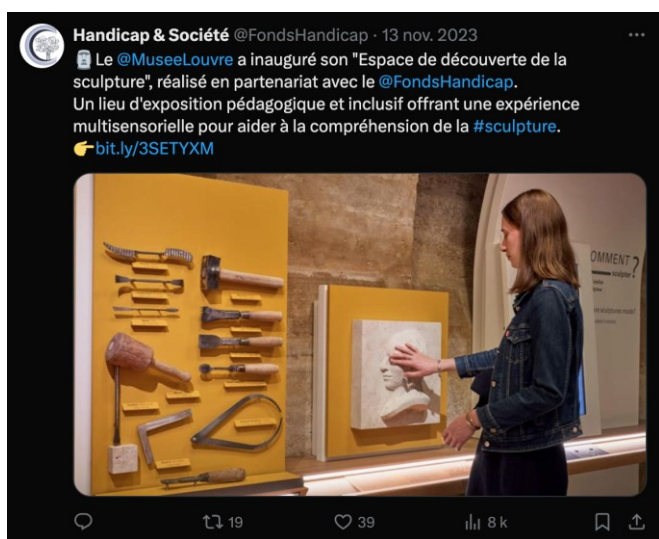 Handicap & Société @FondsHandicap · 13 nov. 2023
Le @MuseeLouvre a inauguré son "Espace de découverte de la
sculpture", réalisé en partenariat avec le @FondsHandicap.
Un lieu d'exposition pédagogique et inclusif offrant une expérience
multisensorielle pour aider à la compréhension de la #sculpture.
👉bit.ly/3SETYXM
OMMENT ?
sculpter
19
39
8 k